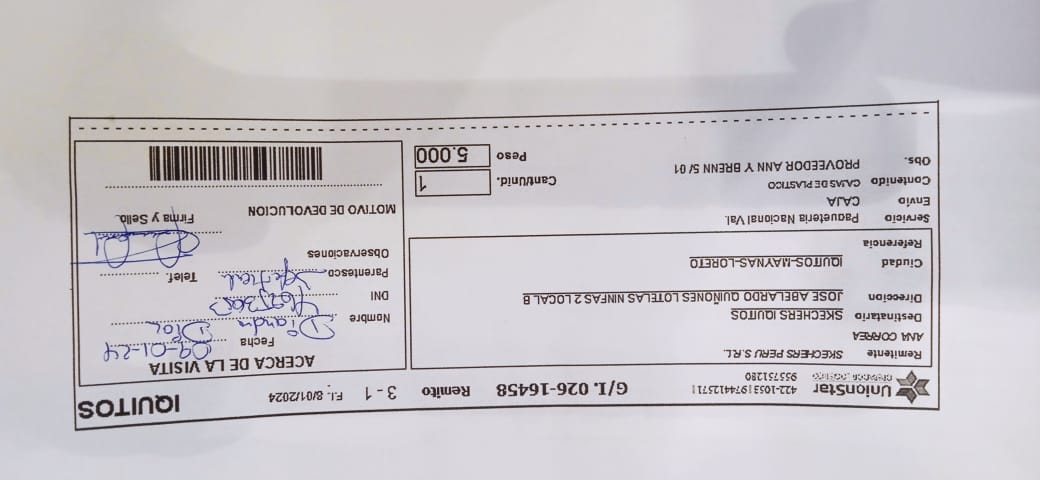 UnionStar 422-1053|974412571| G/I. 026-16458 Remito 3 - 1 F.I. 8/01/2024 IQUITOS
955751280
Remitente SKECHERS PERU S.R.L.
ANA CORREA
Destinatario SKECHERS IQUITOS
Direccion JOSE ABELARDO QUIÑONES LOTELAS NINFAS 2 LOCAL B
Ciudad IQUITOS-MAYNAS-LORETO
Referencia
Servicio Paqueteria Nacional Val.
Envio CAJA
Contenido CAJAS DE PLASTICO
Obs. PROVEEDOR ANN Y BRENN 5/ 01
Cant/Unid. 1
Peso 5.000
ACERCA DE LA VISITA
Fecha 09-01-24
Nombre
DNI
Parentesco Telef.
Observaciones
MOTIVO DE DEVOLUCION Firma y Sello